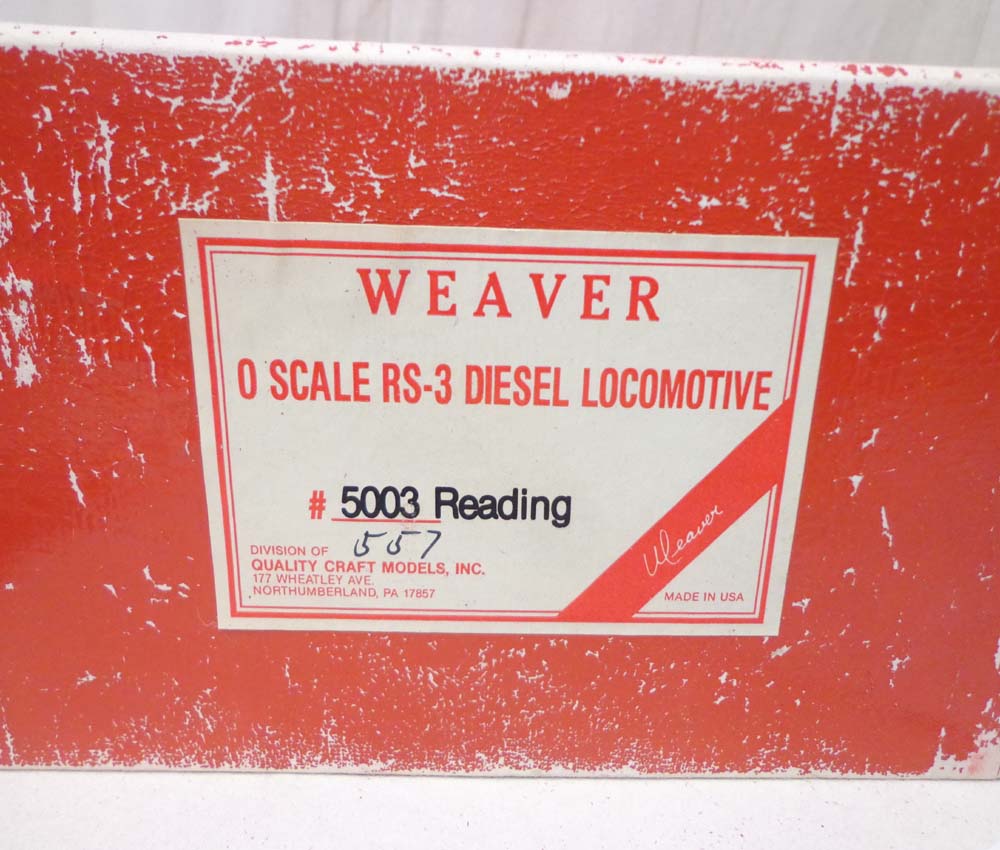 WEAVER
O SCALE RS-3 DIESEL LOCOMOTIVE
# 5003 Reading
557
DIVISION OF
QUALITY CRAFT MODELS, INC.
177 WHEATLEY AVE.
NORTHUMBERLAND, PA 17857
Weaver
MADE IN USA